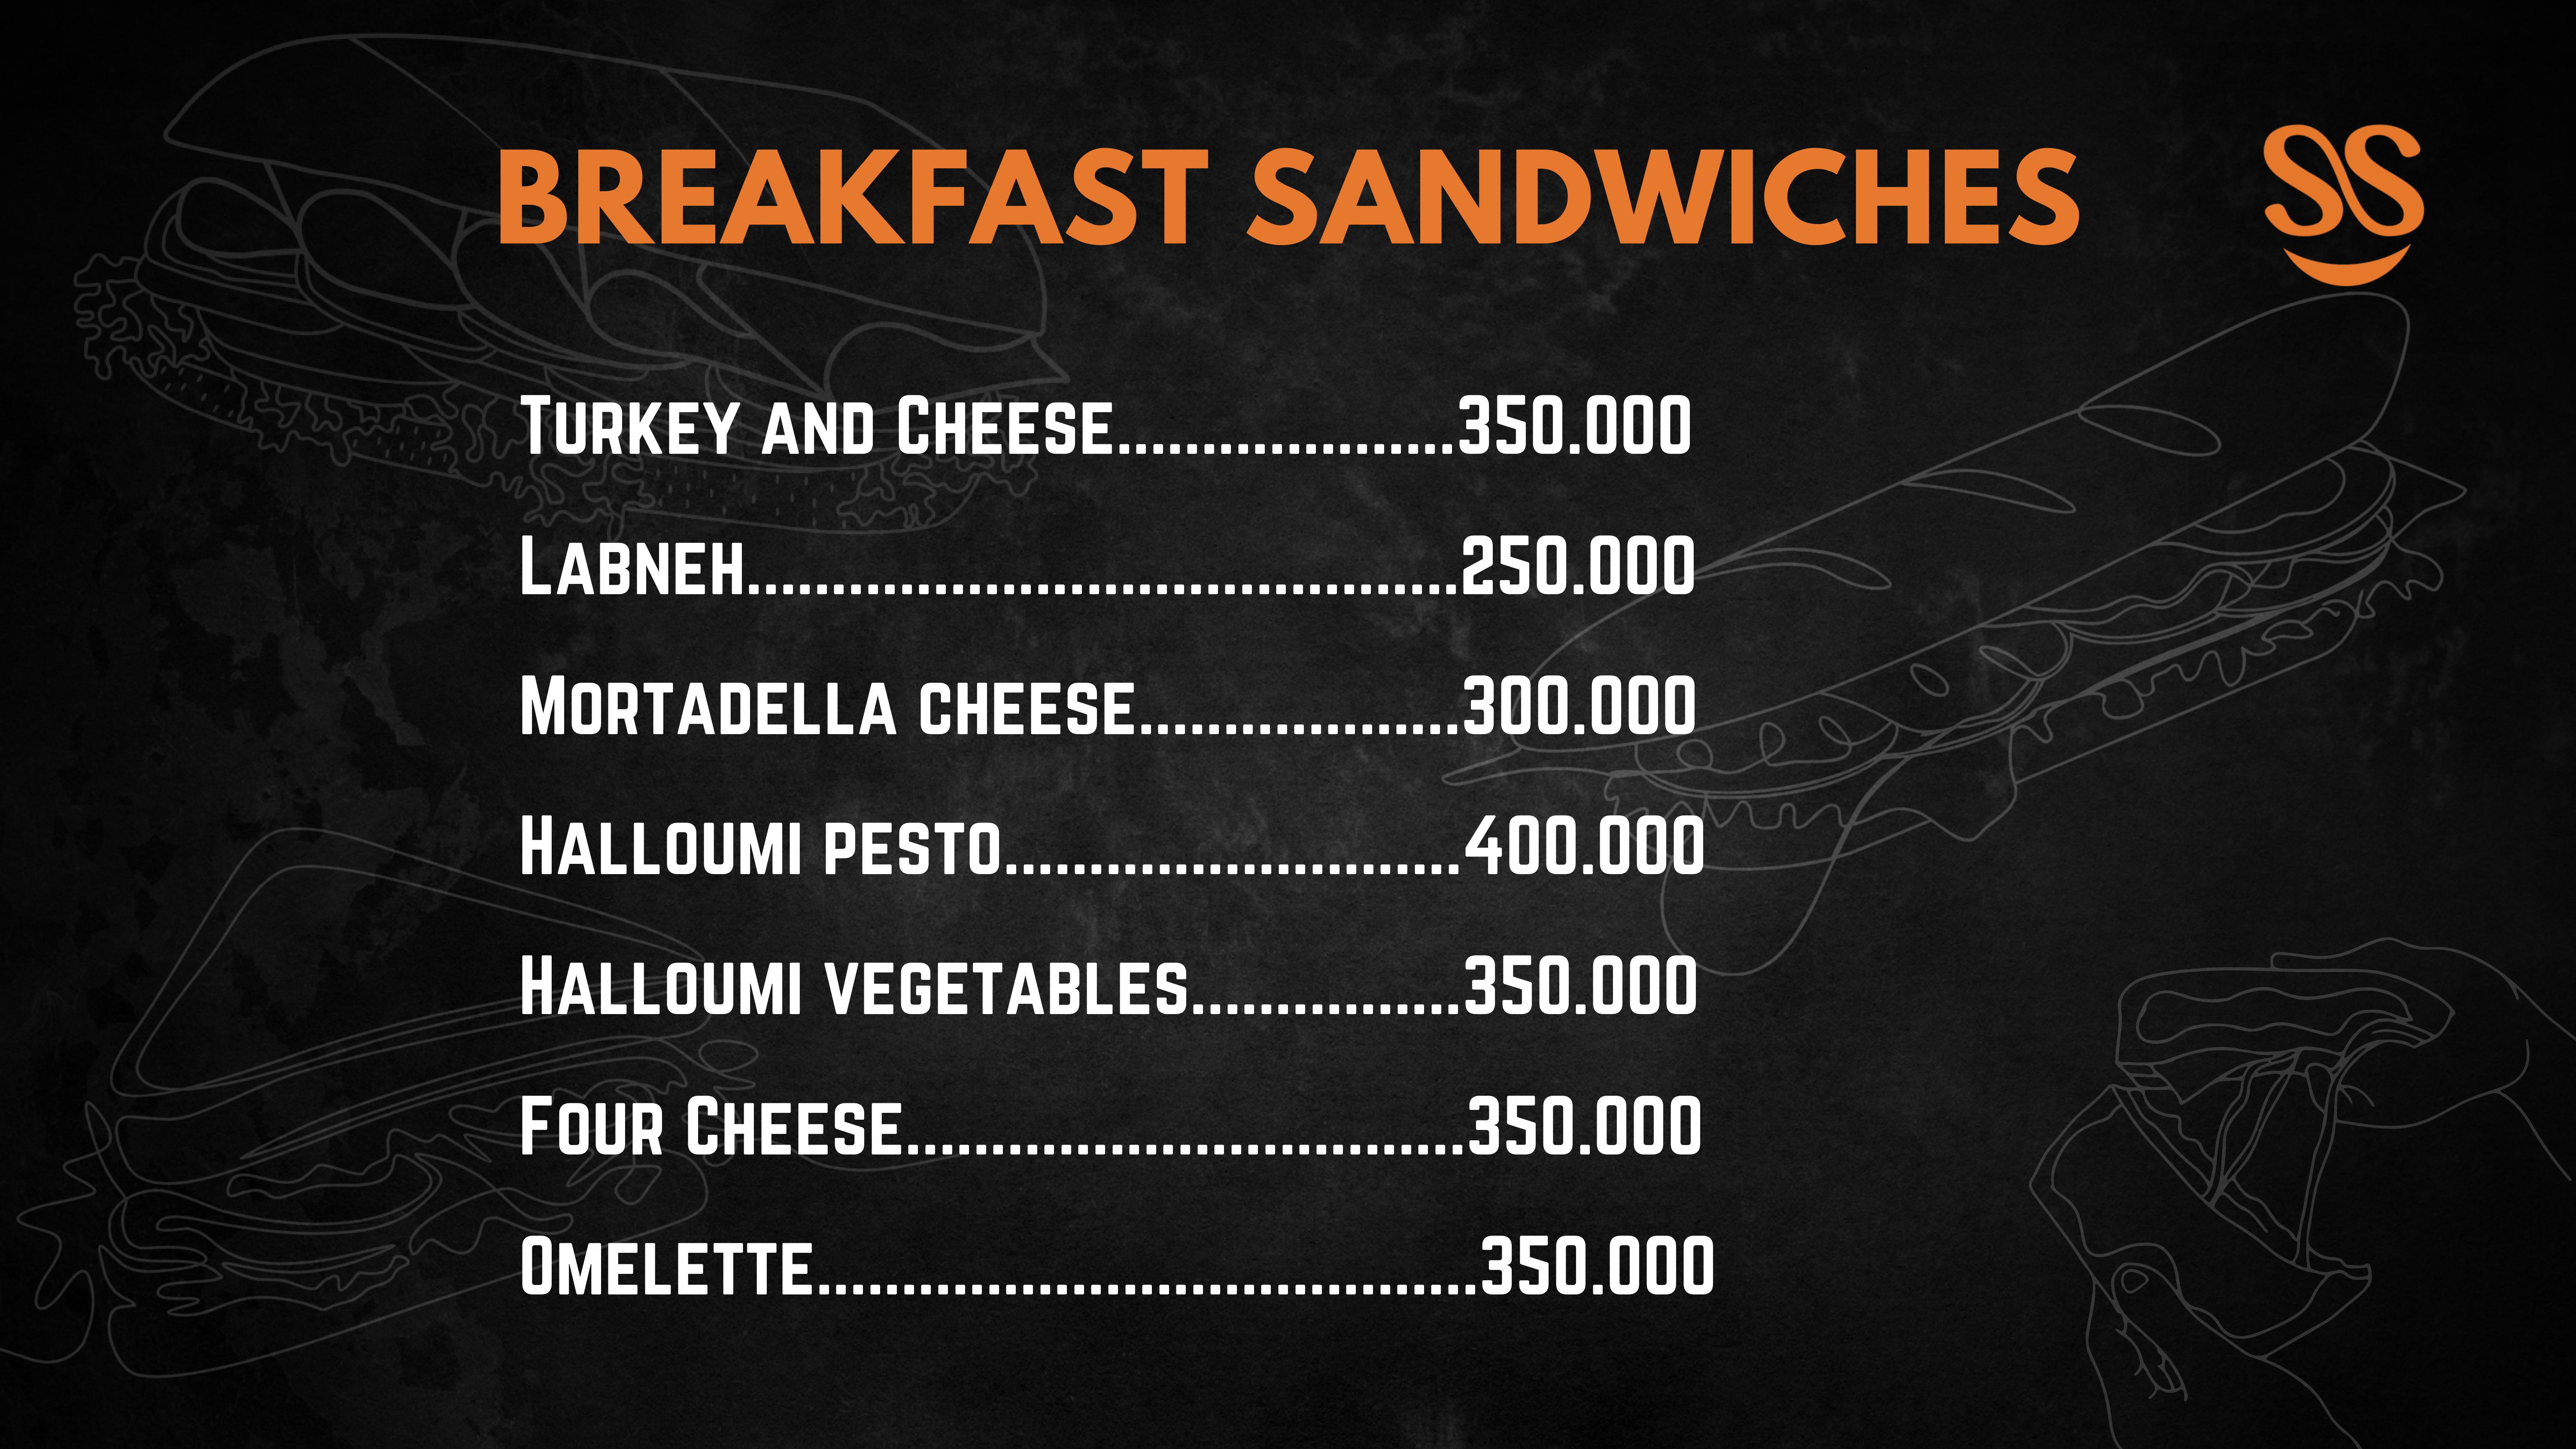 BREAKFAST SANDWICHES
SS
Turkey and Cheese....................350.000
Labneh..........................................250.000
Mortadella cheese...................300.000
Halloumi pesto...........................400.000
Halloumi vegetables................350.000
Four Cheese.................................350.000
Omelette.......................................350.000